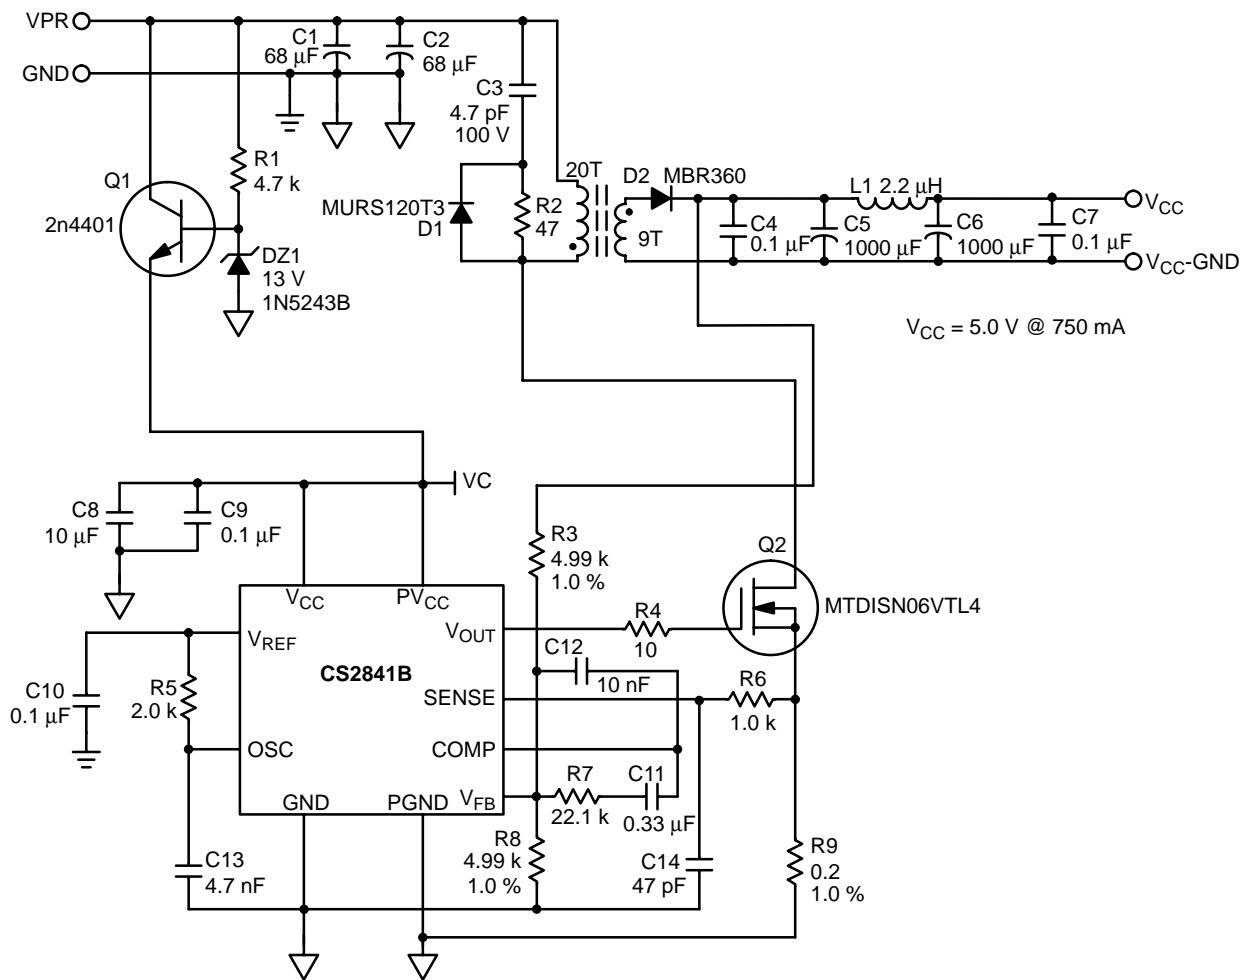 VPR
GND
C1
68 μF
C2
68 μF
C3
4.7 pF
100 V
R1
4.7 k
Q1
2n4401
DZ1
13 V
1N5243B
MURS120T3
D1
R2
47
20T
9T
D2 MBR360
C4
0.1 μF
C5
1000 μF
L1 2.2 μH
C6
1000 μF
C7
0.1 μF
VCC
VCC-GND
VCC = 5.0 V @ 750 mA
VC
C8
10 μF
C9
0.1 μF
R3
4.99 k
1.0 %
Q2
MTDISN06VTL4
VCC
PVCC
VREF
VOUT
CS2841B
SENSE
OSC
COMP
GND
PGND
VFB
R4
10
C12
10 nF
R6
1.0 k
C10
0.1 μF
R5
2.0 k
R7
22.1 k
C11
0.33 μF
R8
4.99 k
1.0 %
C13
4.7 nF
C14
47 pF
R9
0.2
1.0 %